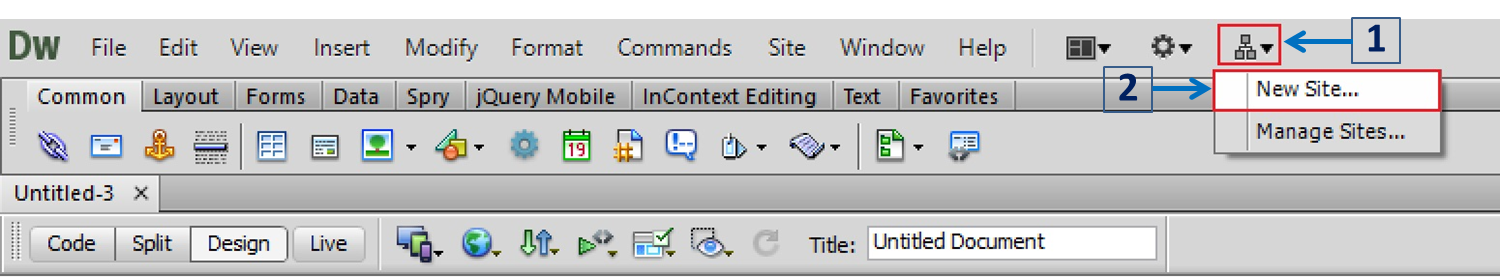 Dw File Edit View Insert Modify Format Commands Site Window Help 1
Common Layout Forms Data Spry jQuery Mobile InContext Editing Text Favorites 2 New Site...
19 Manage Sites...
Untitled-3 ×
Code Split Design Live Title: Untitled Document